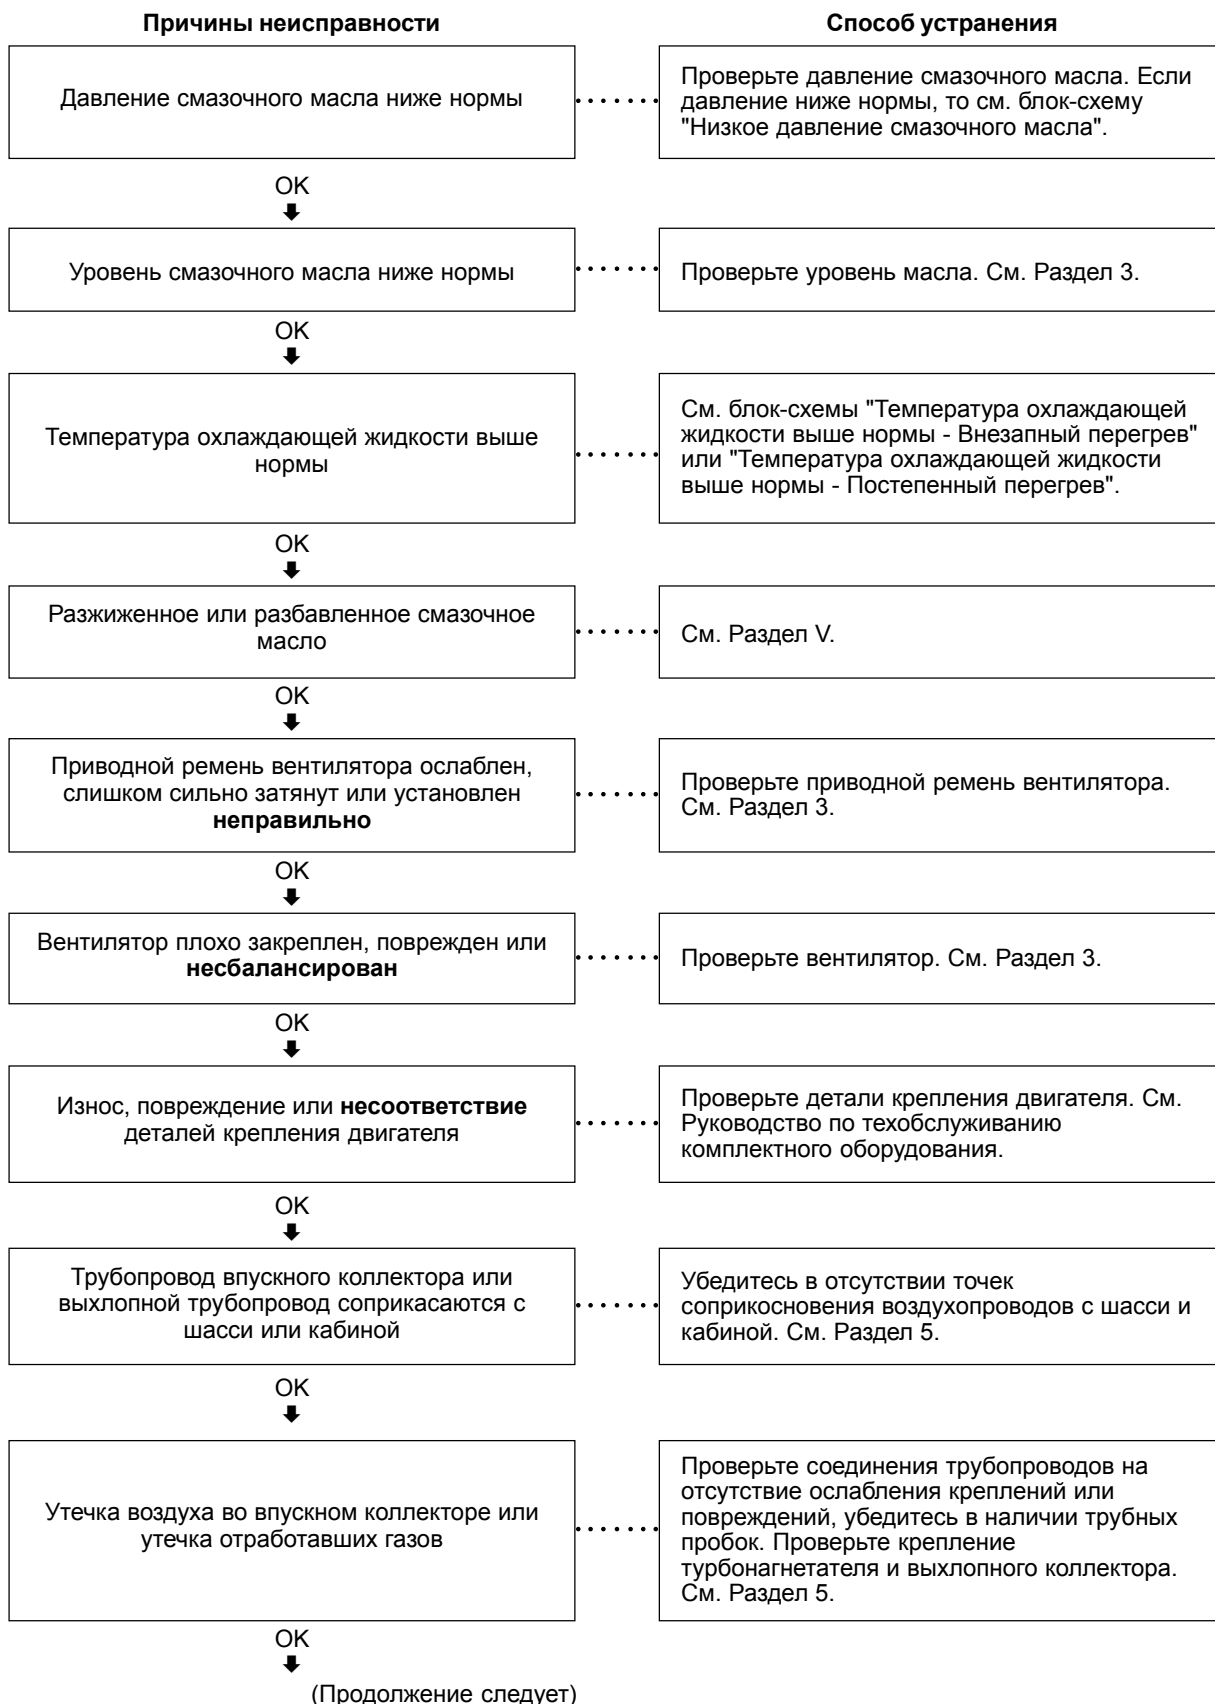 Причины неисправности
Способ устранения
Давление смазочного масла ниже нормы
Проверьте давление смазочного масла. Если
давление ниже нормы, то см. блок-схему
"Низкое давление смазочного масла".
OK
Уровень смазочного масла ниже нормы
Проверьте уровень масла. См. Раздел 3.
OK
Температура охлаждающей жидкости выше
нормы
См. блок-схемы "Температура охлаждающей
жидкости выше нормы - Внезапный перегрев"
или "Температура охлаждающей жидкости
выше нормы - Постепенный перегрев".
OK
Разжиженное или разбавленное смазочное
масло
См. Раздел V.
OK
Приводной ремень вентилятора ослаблен,
слишком сильно затянут или установлен
неправильно
Проверьте приводной ремень вентилятора.
См. Раздел 3.
OK
Вентилятор плохо закреплен, поврежден или
несбалансирован
Проверьте вентилятор. См. Раздел 3.
OK
Износ, повреждение или несоответствие
деталей крепления двигателя
Проверьте детали крепления двигателя. См.
Руководство по техобслуживанию
комплектного оборудования.
OK
Трубопровод впускного коллектора или
выхлопной трубопровод соприкасаются с
шасси или кабиной
Убедитесь в отсутствии точек
соприкосновения воздухопроводов с шасси и
кабиной. См. Раздел 5.
OK
Утечка воздуха во впускном коллекторе или
утечка отработавших газов
Проверьте соединения трубопроводов на
отсутствие ослабления креплений или
повреждений, убедитесь в наличии трубных
пробок. Проверьте крепление
турбонагнетателя и выхлопного коллектора.
См. Раздел 5.
OK
(Продолжение следует)